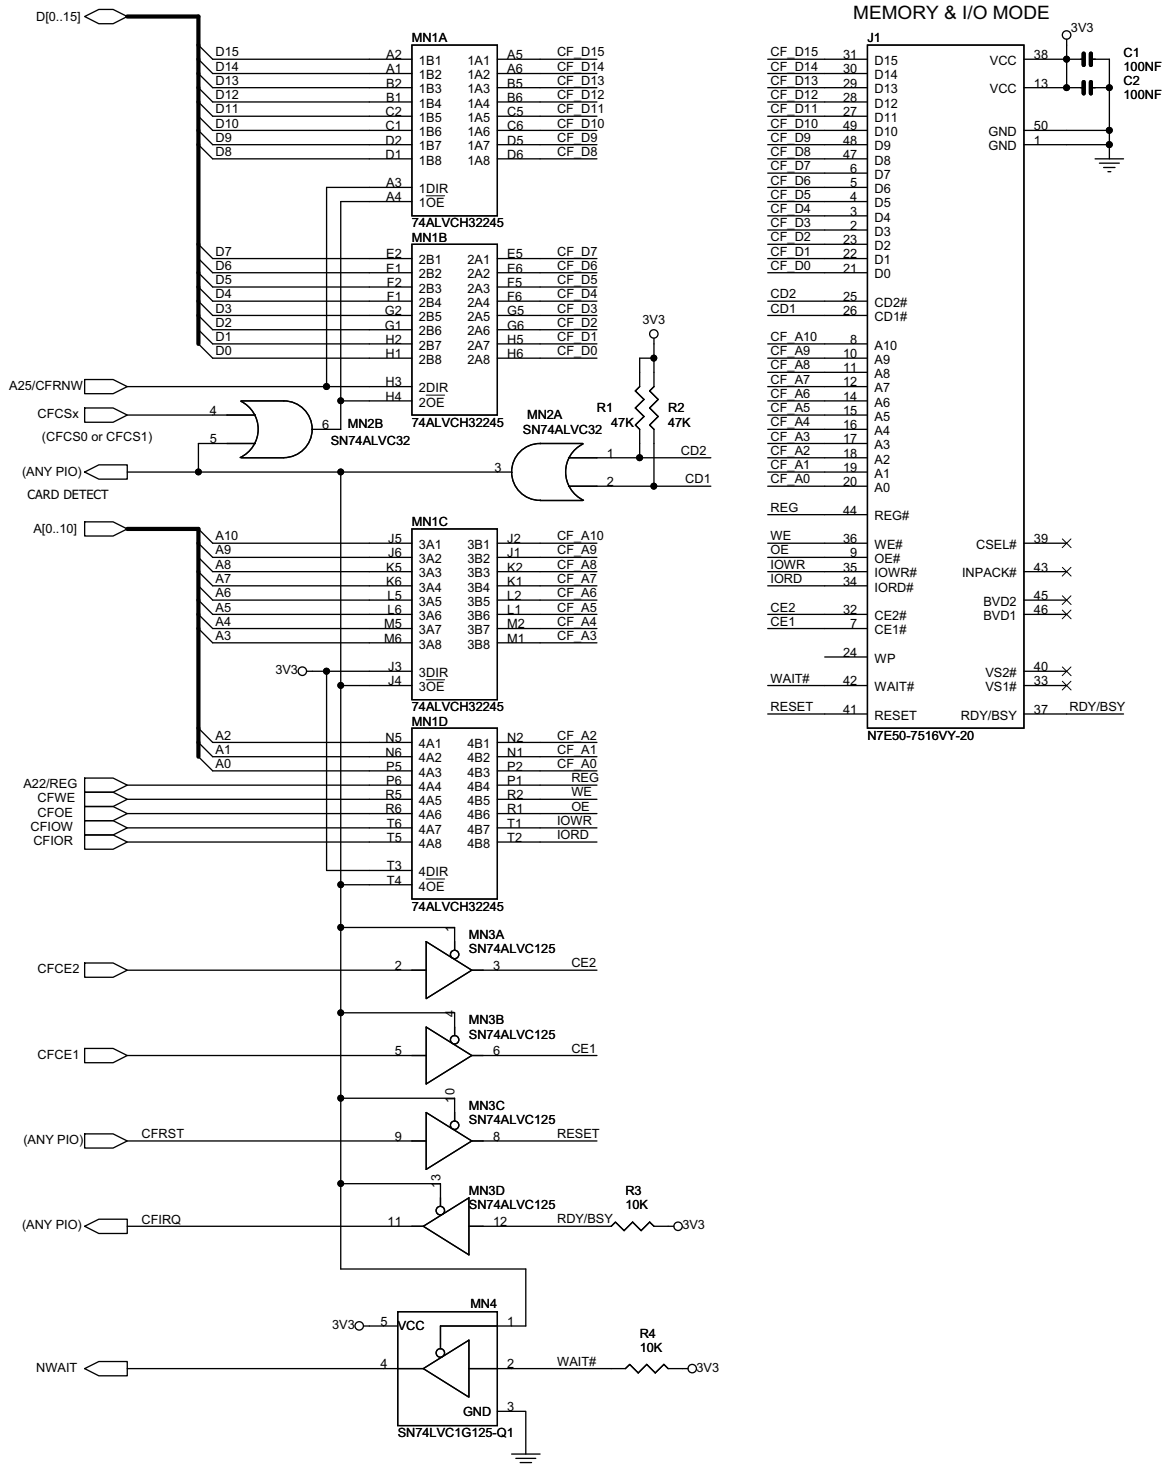 MEMORY & I/O MODE
D[0..15]
MN1A
D15 A2 1B1 1A1 A5 CF_D15
D14 A1 1B2 1A2 A6 CF_D14
D13 B2 1B3 1A3 B5 CF_D13
D12 B1 1B4 1A4 B6 CF_D12
D11 C2 1B5 1A5 C5 CF_D11
D10 C1 1B6 1A6 C6 CF_D10
D9 D2 1B7 1A7 D5 CF_D9
D8 D1 1B8 1A8 D6 CF_D8
A3 1DIR
A4 1OE
74ALVCH32245
MN1B
D7 E2 2B1 2A1 E5 CF_D7
D6 E1 2B2 2A2 E6 CF_D6
D5 F2 2B3 2A3 F5 CF_D5
D4 F1 2B4 2A4 F6 CF_D4
D3 G2 2B5 2A5 G5 CF_D3
D2 G1 2B6 2A6 G6 CF_D2
D1 H2 2B7 2A7 H5 CF_D1
D0 H1 2B8 2A8 H6 CF_D0
A25/CFRNW H3 2DIR
H4 2OE
74ALVCH32245
CFCSx 4
(CFCS0 or CFCS1) 5
6 MN2B
SN74ALVC32
(ANY PIO)
CARD DETECT
3V3
R1
47K
R2
47K
MN2A
SN74ALVC32
3
1 CD2
2 CD1
A[0..10]
MN1C
A10 J5 3A1 3B1 J2 CF_A10
A9 J6 3A2 3B2 J1 CF_A9
A8 K5 3A3 3B3 K2 CF_A8
A7 K6 3A4 3B4 K1 CF_A7
A6 L5 3A5 3B5 L2 CF_A6
A5 L6 3A6 3B6 L1 CF_A5
A4 M5 3A7 3B7 M2 CF_A4
A3 M6 3A8 3B8 M1 CF_A3
3V3 J3 3DIR
J4 3OE
74ALVCH32245
MN1D
A2 N5 4A1 4B1 N2 CF_A2
A1 N6 4A2 4B2 N1 CF_A1
A0 P5 4A3 4B3 P2 CF_A0
A22/REG P6 4A4 4B4 P1 REG
CFWE R5 4A5 4B5 R2 WE
CFOE R6 4A6 4B6 R1 OE
CFIOW T6 4A7 4B7 T1 IOWR
CFIOR T5 4A8 4B8 T2 IORD
T3 4DIR
T4 4OE
74ALVCH32245
1 MN3A
SN74ALVC125
CFCE2 2 3 CE2
4 MN3B
SN74ALVC125
CFCE1 5 6 CE1
10 MN3C
SN74ALVC125
(ANY PIO) CFRST 9 8 RESET
13 MN3D
SN74ALVC125
(ANY PIO) CFIRQ 11 12 RDY/BSY
R3
10K
3V3
MN4
3V3 5 VCC 1
NWAIT 4 2 WAIT#
R4
10K
3V3
GND 3
SN74LVC1G125-Q1
J1
CF_D15 31 D15
CF_D14 30 D14
CF_D13 29 D13
CF_D12 28 D12
CF_D11 27 D11
CF_D10 49 D10
CF_D9 48 D9
CF_D8 47 D8
CF_D7 6 D7
CF_D6 5 D6
CF_D5 4 D5
CF_D4 3 D4
CF_D3 2 D3
CF_D2 23 D2
CF_D1 22 D1
CF_D0 21 D0
CD2 25 CD2#
CD1 26 CD1#
CF_A10 8 A10
CF_A9 10 A9
CF_A8 11 A8
CF_A7 12 A7
CF_A6 14 A6
CF_A5 15 A5
CF_A4 16 A4
CF_A3 17 A3
CF_A2 18 A2
CF_A1 19 A1
CF_A0 20 A0
REG 44 REG#
WE 36 WE#
OE 9 OE#
IOWR 35 IOWR#
IORD 34 IORD#
CE2 32 CE2#
CE1 7 CE1#
24 WP
WAIT# 42 WAIT#
RESET 41 RESET
3V3
VCC 38
C1
100NF
VCC 13
C2
100NF
GND 50
GND 1
CSEL# 39
INPACK# 43
BVD2 45
BVD1 46
VS2# 40
VS1# 33
RDY/BSY 37 RDY/BSY
N7E50-7516VY-20